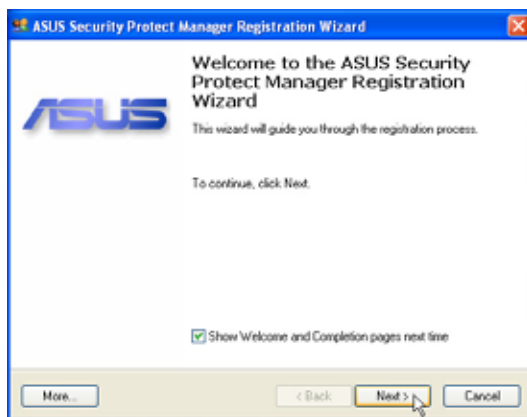 ASUS Security Protect Manager Registration Wizard
Welcome to the ASUS Security
Protect Manager Registration
Wizard
ASUS
This wizard will guide you through the registration process.
To continue, click Next.
Show Welcome and Completion pages next time
More...
< Back
Next >
Cancel